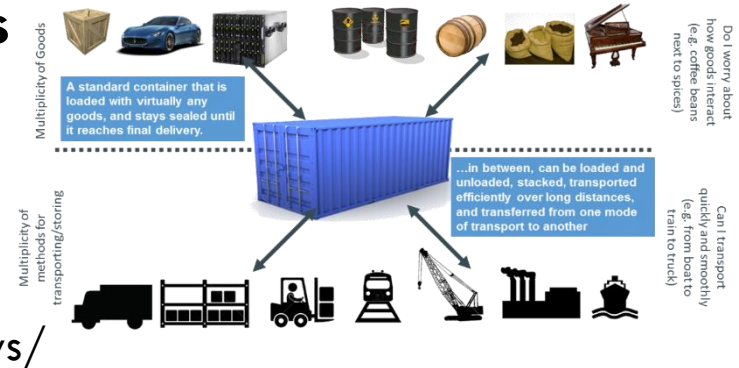 s
Multiplicity of Goods
A standard container that is
loaded with virtually any
goods, and stays sealed until
it reaches final delivery.
Do I worry about
how goods interact
(e.g. coffee beans
next to spices)
Multiplicity of
methods for
transporting/storing
...in between, can be loaded and
unloaded, stacked, transported
efficiently over long distances,
and transferred from one mode
of transport to another
Can I transport
quickly and smoothly
(e.g. from boat to
train to truck)
/s/